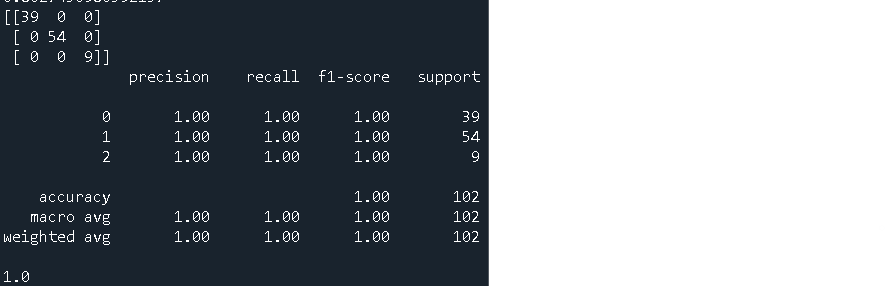 [[39  0  0]
 [ 0 54  0]
 [ 0  0  9]]
              precision    recall  f1-score   support

           0       1.00      1.00      1.00        39
           1       1.00      1.00      1.00        54
           2       1.00      1.00      1.00         9

    accuracy                           1.00       102
   macro avg       1.00      1.00      1.00       102
weighted avg       1.00      1.00      1.00       102

1.0